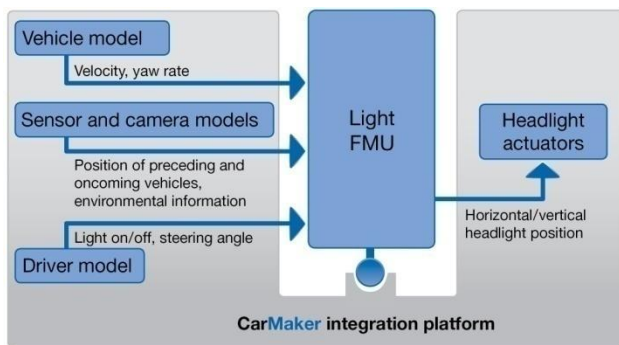 Vehicle model
Velocity, yaw rate
Sensor and camera models
Position of preceding and
oncoming vehicles,
environmental information
Light on/off, steering angle
Driver model
Light
FMU
Headlight
actuators
Horizontal/vertical
headlight position
CarMaker integration platform